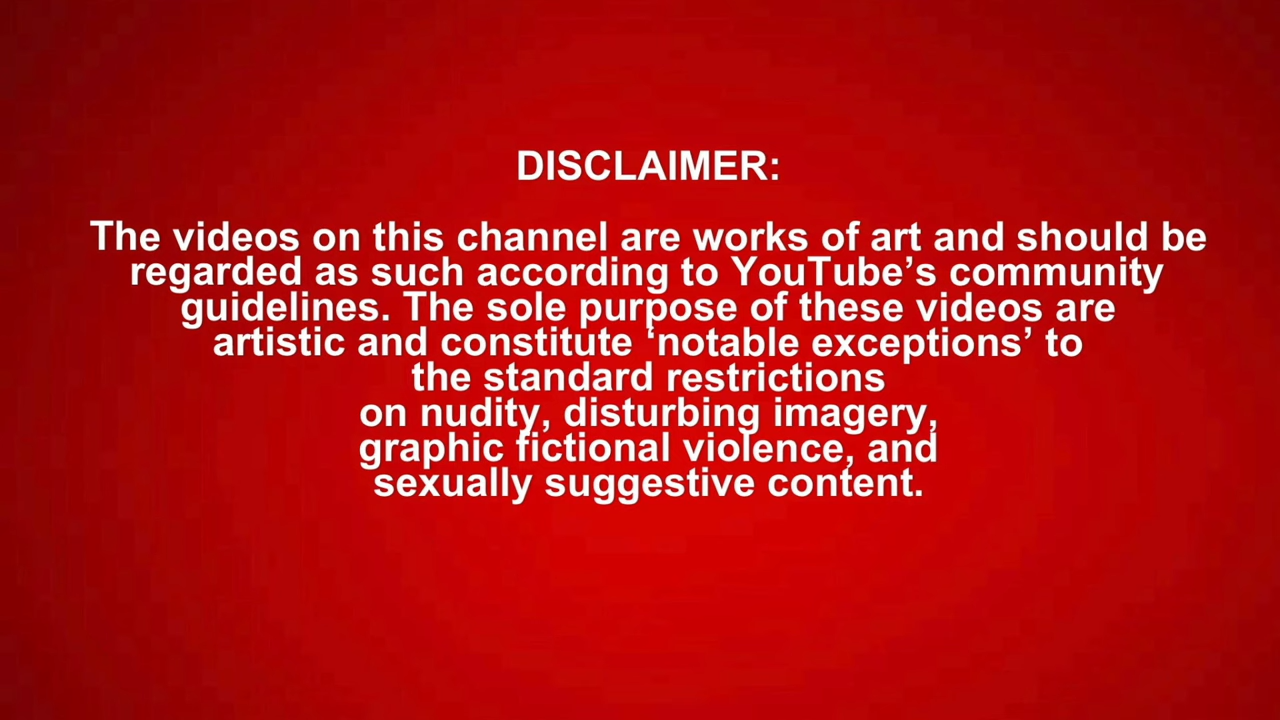 DISCLAIMER:
The videos on this channel are works of art and should be
regarded as such according to YouTube’s community
guidelines. The sole purpose of these videos are
artistic and constitute ‘notable exceptions’ to
the standard restrictions
on nudity, disturbing imagery,
graphic fictional violence, and
sexually suggestive content.